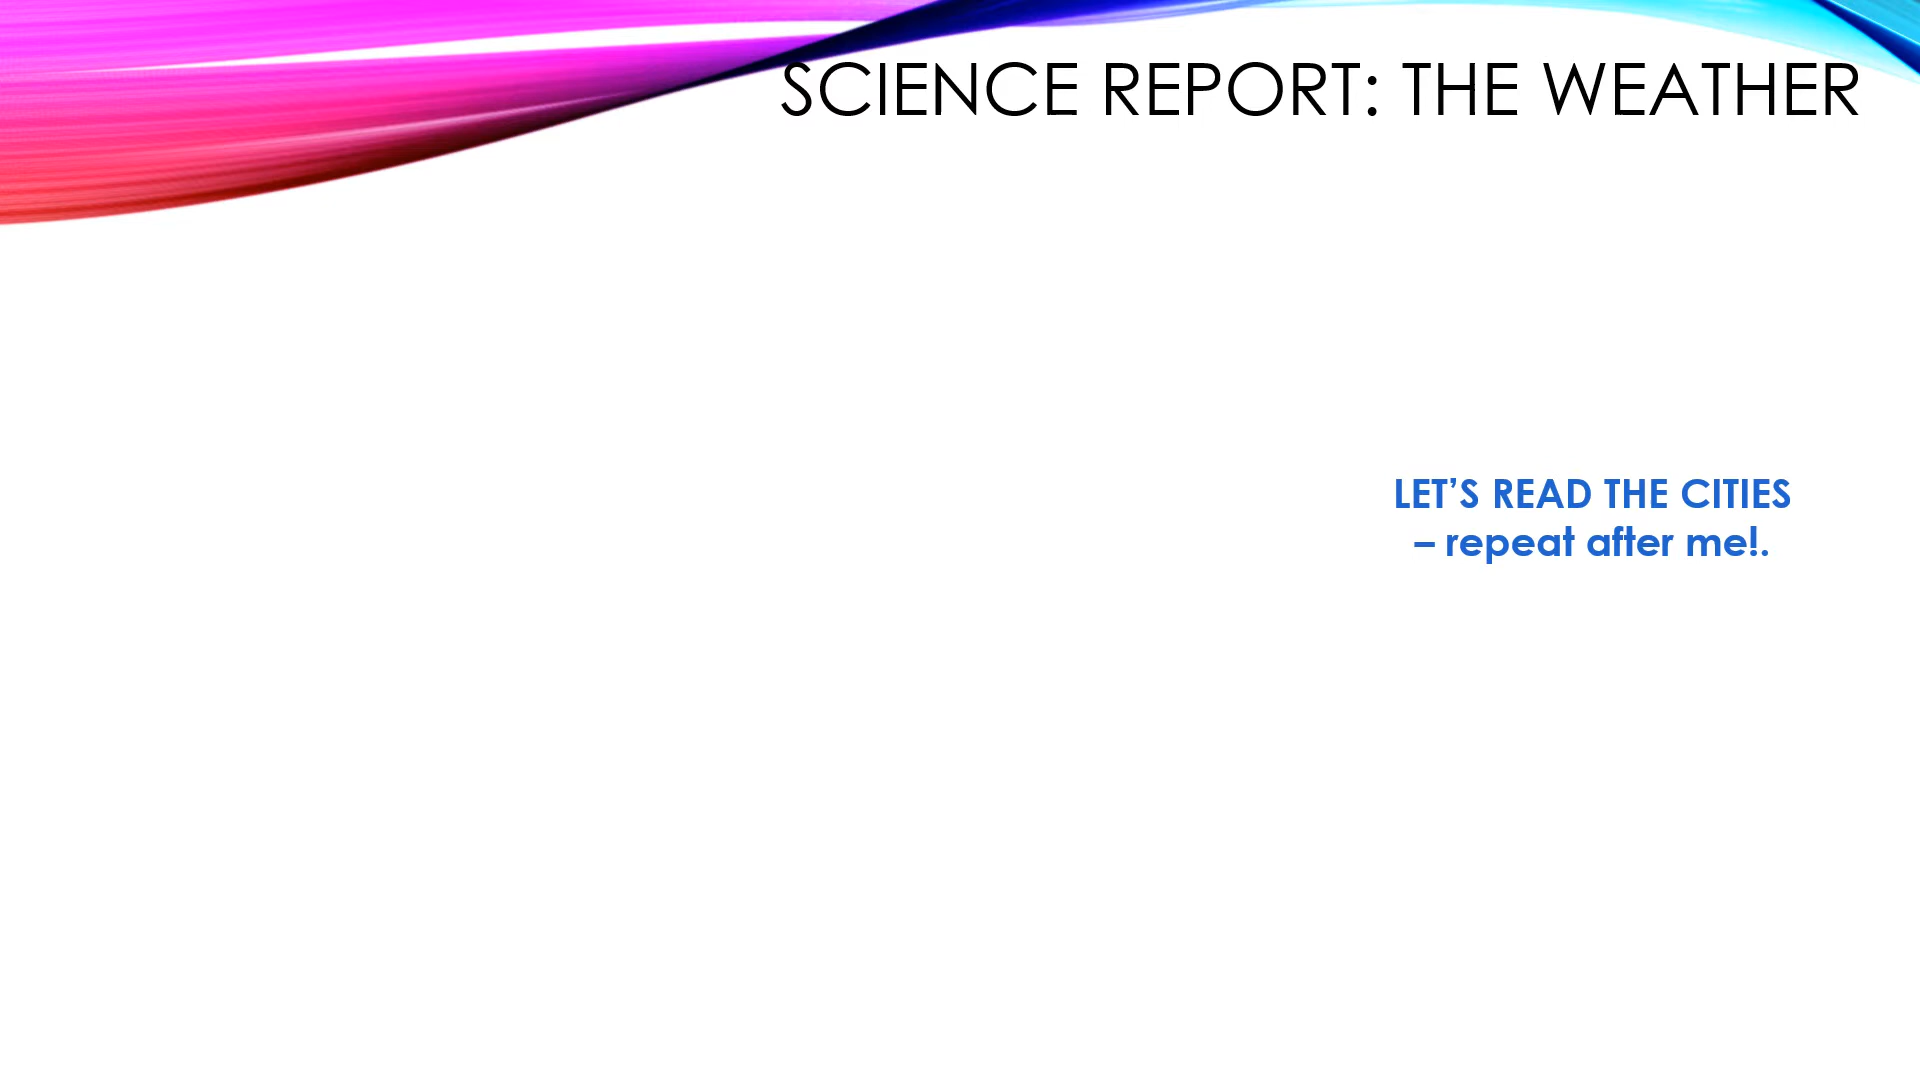 SCIENCE REPORT: THE WEATHER
LET’S READ THE CITIES
– repeat after me!.